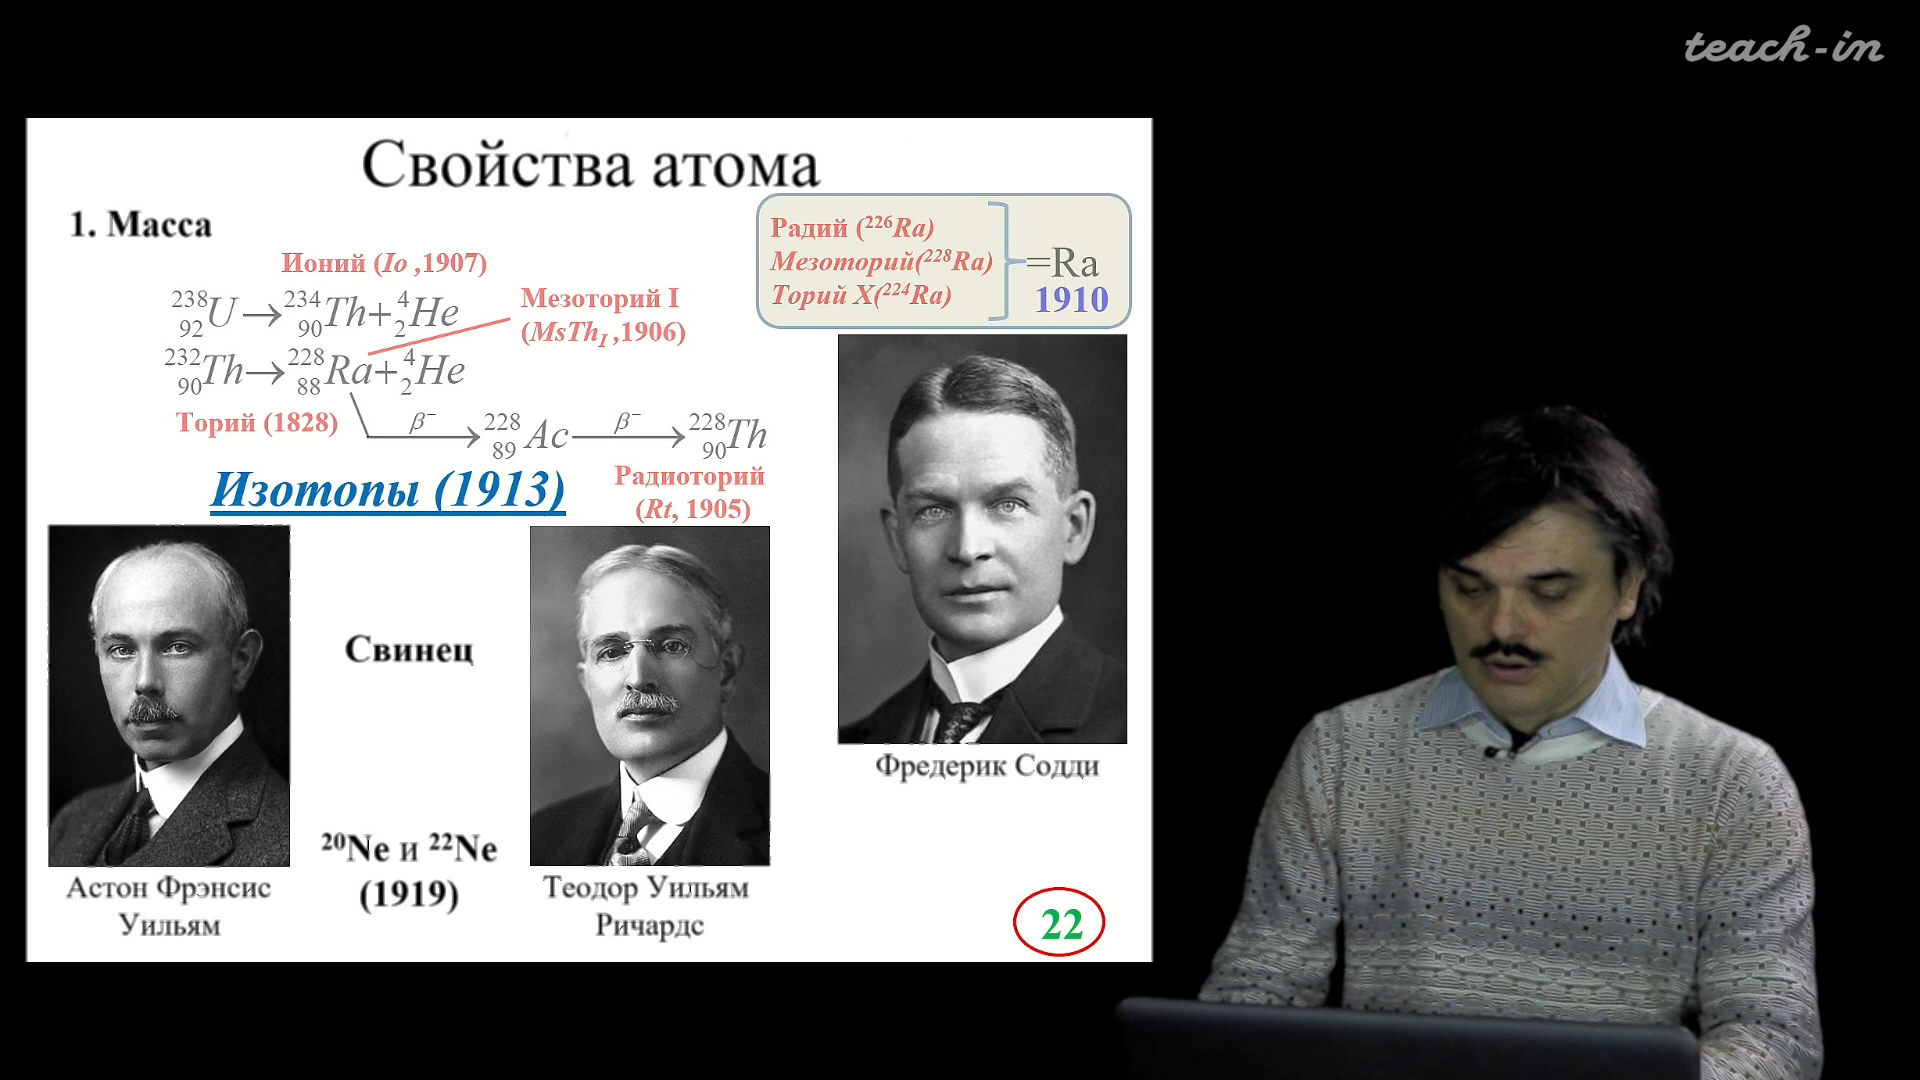 teach-in
Свойства атома
1. Масса
Радий (²²⁶Ra)
Мезоторий(²²⁸Ra)
Торий X(²²⁴Ra)
=Ra
1910
Ионий (Io ,1907)
²³⁸₉₂U→²³⁴₉₀Th+⁴₂He
Мезоторий I
(MsThI ,1906)
²³²₉₀Th→²²⁸₈₈Ra+⁴₂He
Торий (1828)
β⁻ ²²⁸₈₉Ac β⁻ ²²⁸₉₀Th
Изотопы (1913)
Радиоторий
(Rt, 1905)
Свинец
Фредерик Содди
²⁰Ne и ²²Ne
(1919)
Астон Фрэнсис
Уильям
Теодор Уильям
Ричардс
22